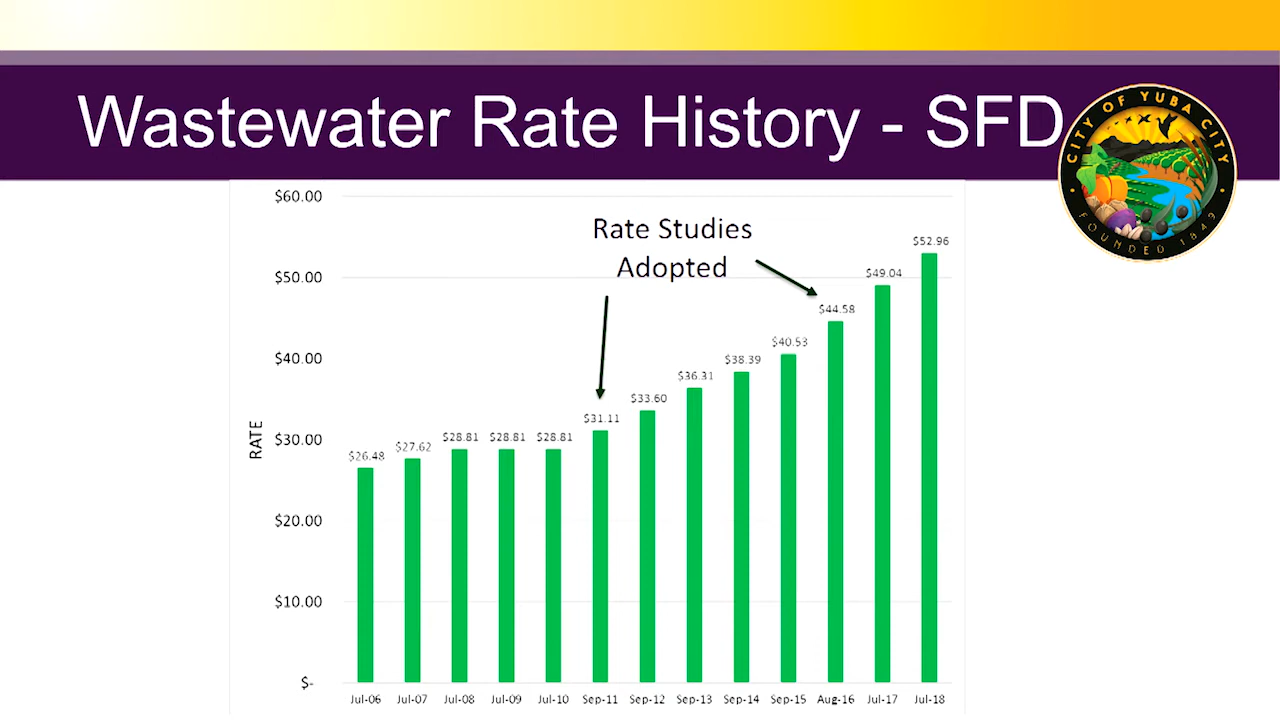 Wastewater Rate History - SFD
CITY OF YUBA CITY
FOUNDED 1849
$60.00
$50.00
$40.00
$30.00
$20.00
$10.00
$-
RATE
Rate Studies
Adopted
$26.48
$27.62
$28.81
$28.81
$28.81
$31.11
$33.60
$36.31
$38.39
$40.53
$44.58
$49.04
$52.96
Jul-06 Jul-07 Jul-08 Jul-09 Jul-10 Sep-11 Sep-12 Sep-13 Sep-14 Sep-15 Aug-16 Jul-17 Jul-18